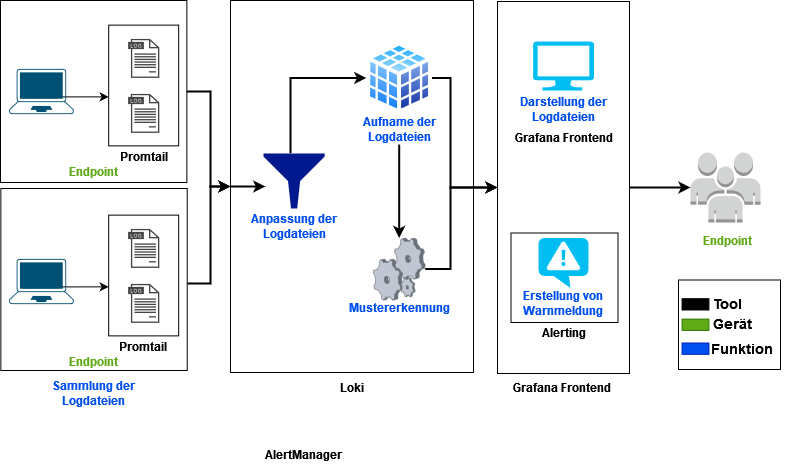 LOG
LOG
Promtail
Endpoint
LOG
LOG
Promtail
Endpoint
Sammlung der
Logdateien
Anpassung der
Logdateien
Aufname der
Logdateien
Mustererkennung
Loki
Darstellung der
Logdateien
Grafana Frontend
Erstellung von
Warnmeldung
Alerting
Grafana Frontend
Endpoint
Tool
Gerät
Funktion
AlertManager